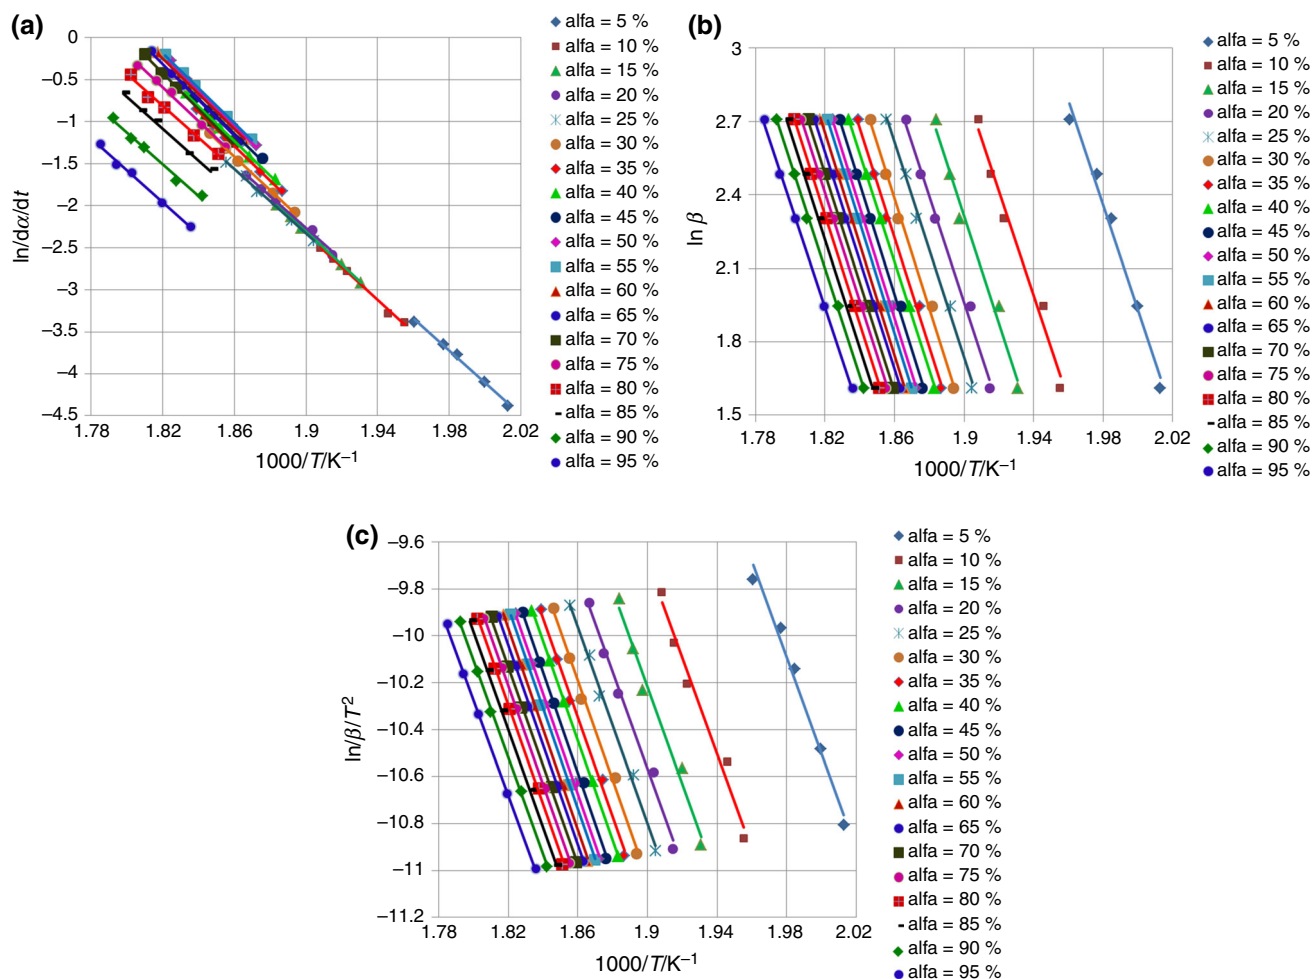 (a)
0
–0.5
–1
–1.5
–2
–2.5
–3
–3.5
–4
–4.5
ln/dα/dt
1.78 1.82 1.86 1.9 1.94 1.98 2.02
1000/T/K–1
alfa = 5 %
alfa = 10 %
alfa = 15 %
alfa = 20 %
alfa = 25 %
alfa = 30 %
alfa = 35 %
alfa = 40 %
alfa = 45 %
alfa = 50 %
alfa = 55 %
alfa = 60 %
alfa = 65 %
alfa = 70 %
alfa = 75 %
alfa = 80 %
alfa = 85 %
alfa = 90 %
alfa = 95 %
(b)
3
2.7
2.4
2.1
1.8
1.5
ln β
1.78 1.82 1.86 1.9 1.94 1.98 2.02
1000/T/K–1
alfa = 5 %
alfa = 10 %
alfa = 15 %
alfa = 20 %
alfa = 25 %
alfa = 30 %
alfa = 35 %
alfa = 40 %
alfa = 45 %
alfa = 50 %
alfa = 55 %
alfa = 60 %
alfa = 65 %
alfa = 70 %
alfa = 75 %
alfa = 80 %
alfa = 85 %
alfa = 90 %
alfa = 95 %
(c)
–9.6
–9.8
–10
–10.2
–10.4
–10.6
–10.8
–11
–11.2
ln/β/T2
1.78 1.82 1.86 1.9 1.94 1.98 2.02
1000/T/K–1
alfa = 5 %
alfa = 10 %
alfa = 15 %
alfa = 20 %
alfa = 25 %
alfa = 30 %
alfa = 35 %
alfa = 40 %
alfa = 45 %
alfa = 50 %
alfa = 55 %
alfa = 60 %
alfa = 65 %
alfa = 70 %
alfa = 75 %
alfa = 80 %
alfa = 85 %
alfa = 90 %
alfa = 95 %